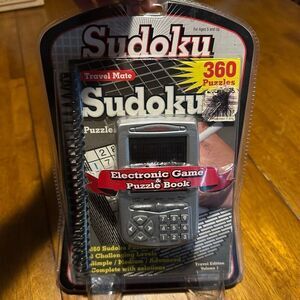 For Ages 8 and Up
Sudoku
Travel Mate
360
Puzzles
Sudoku
Puzzle
Electronic Game
&
Puzzle Book
360 Sudoku
3 Challenging Levels
Simple / Medium / Advanced
Complete with solutions
Travel Edition
Volume 1